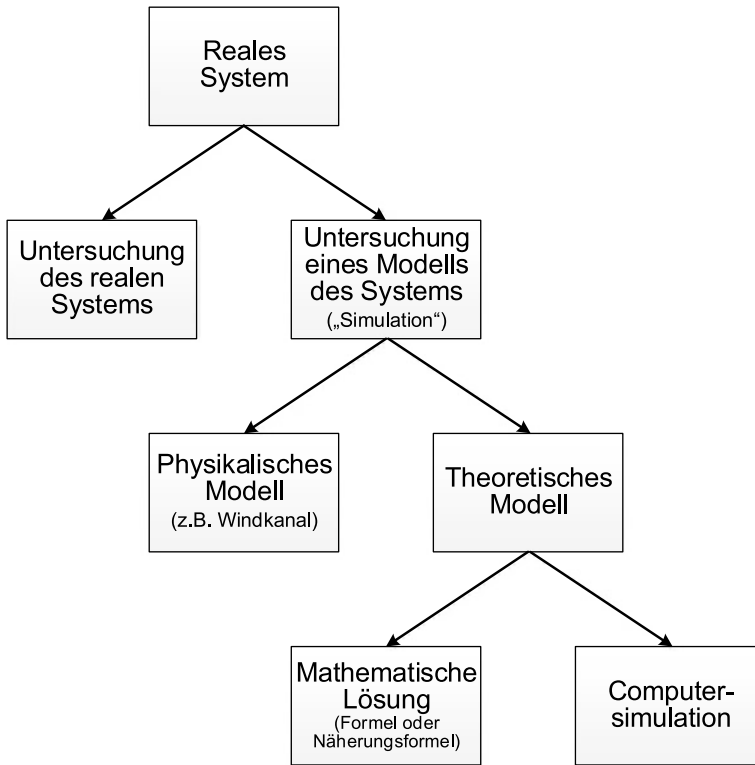 Reales
System
Untersuchung
des realen
Systems
Untersuchung
eines Modells
des Systems
(„Simulation“)
Physikalisches
Modell
(z.B. Windkanal)
Theoretisches
Modell
Mathematische
Lösung
(Formel oder
Näherungsformel)
Computer-
simulation